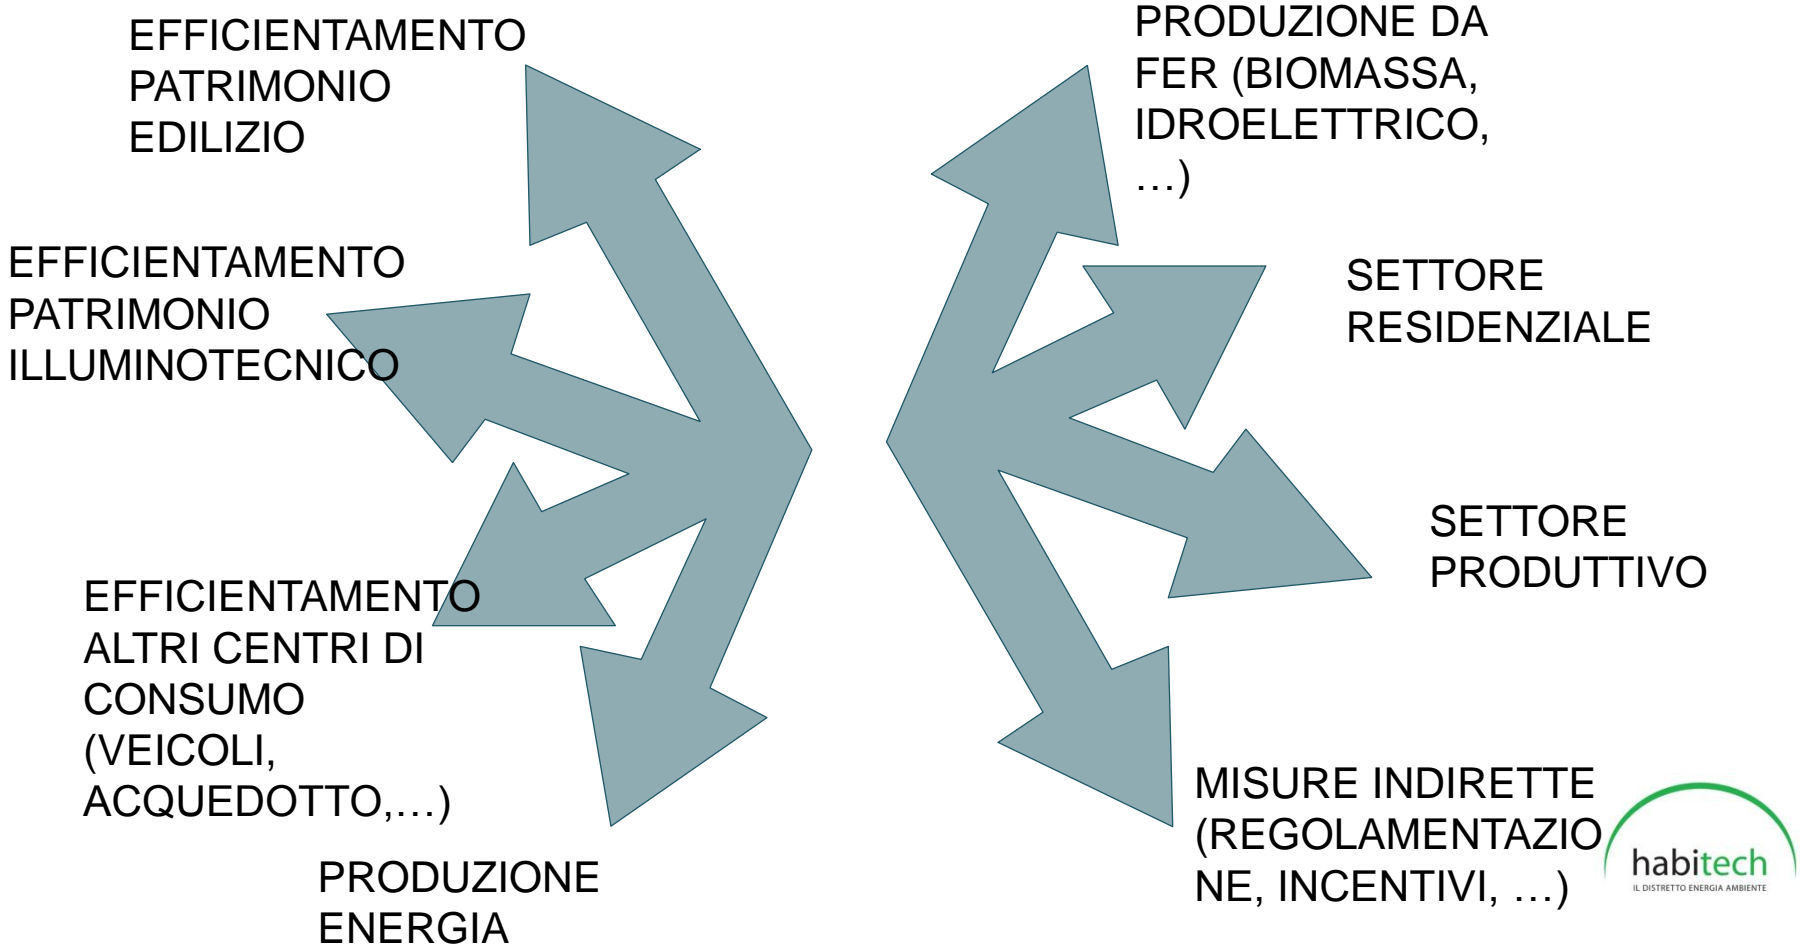 EFFICIENTAMENTO
PATRIMONIO
EDILIZIO
EFFICIENTAMENTO
PATRIMONIO
ILLUMINOTECNICO
EFFICIENTAMENTO
ALTRI CENTRI DI
CONSUMO
(VEICOLI,
ACQUEDOTTO,…)
PRODUZIONE
ENERGIA
PRODUZIONE DA
FER (BIOMASSA,
IDROELETTRICO,
…)
SETTORE
RESIDENZIALE
SETTORE
PRODUTTIVO
MISURE INDIRETTE
(REGOLAMENTAZIO
NE, INCENTIVI, …)
habitech
IL DISTRETTO ENERGIA AMBIENTE